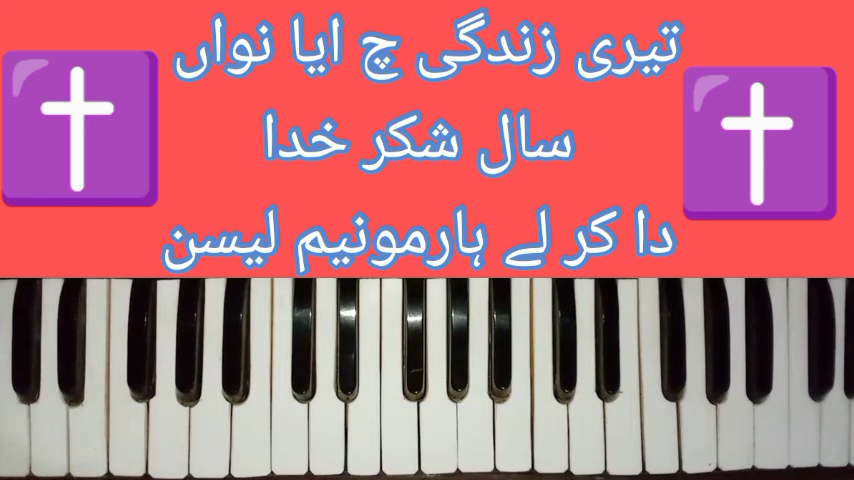 تیری زندگی چ ایا نواں
سال شکر خدا
دا کر لے ہارمونیم لیسن